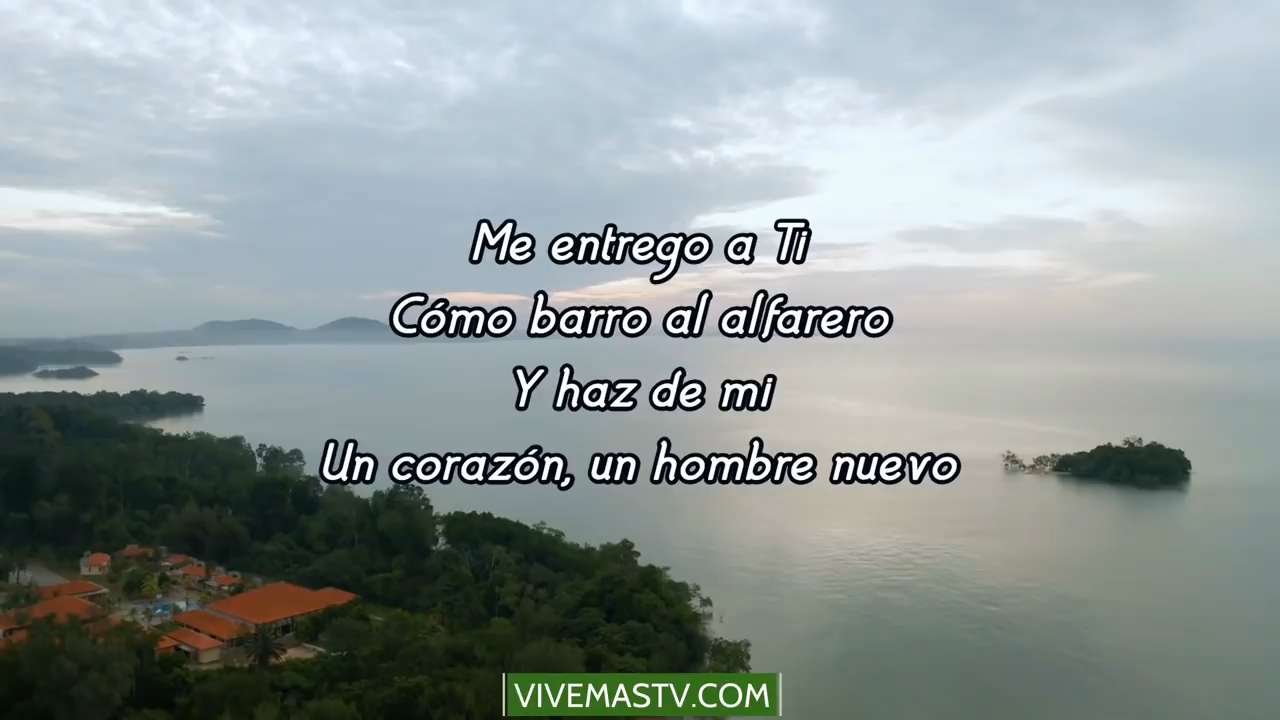 Me entrego a Ti
Cómo barro al alfarero
Y haz de mi
Un corazón, un hombre nuevo
VIVEMASTV.COM